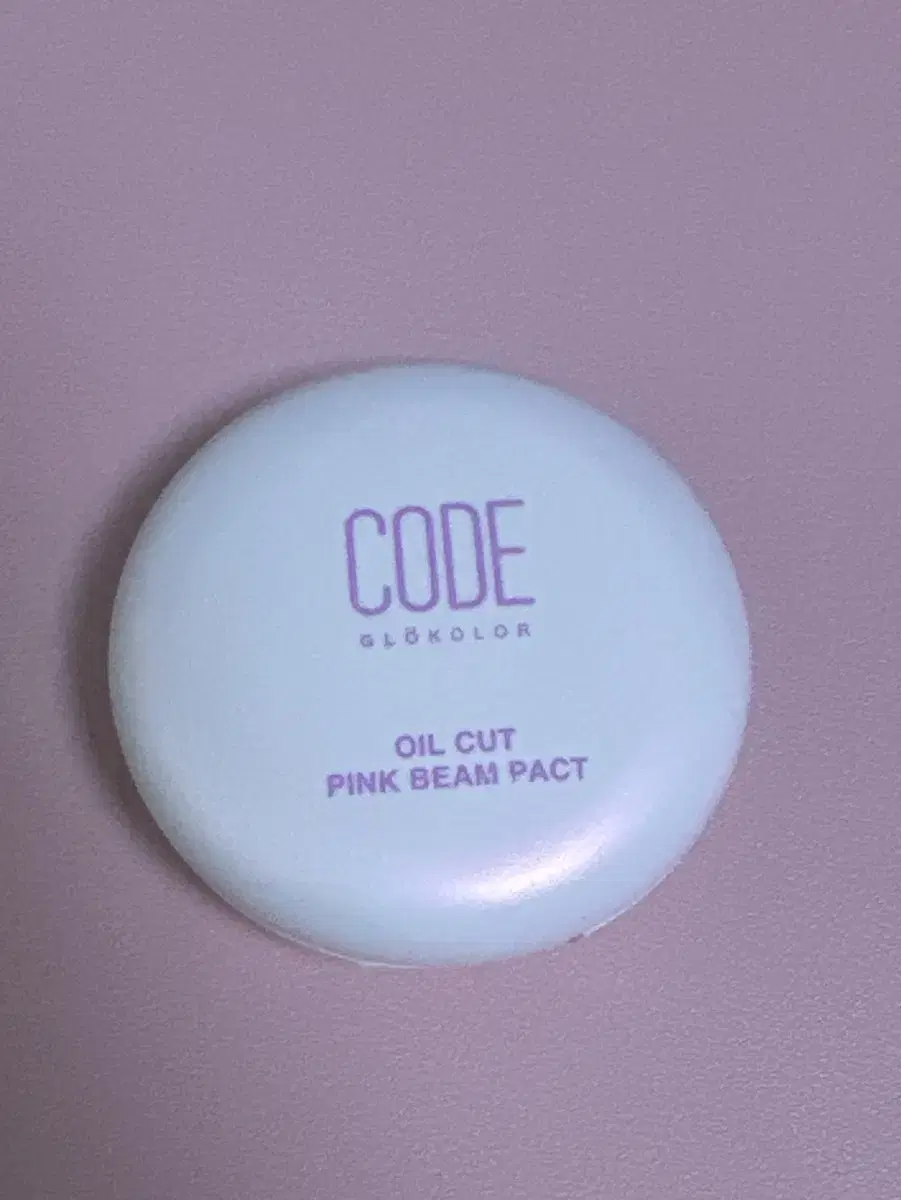 CODE
GLÖKOLOR
OIL CUT
PINK BEAM PACT